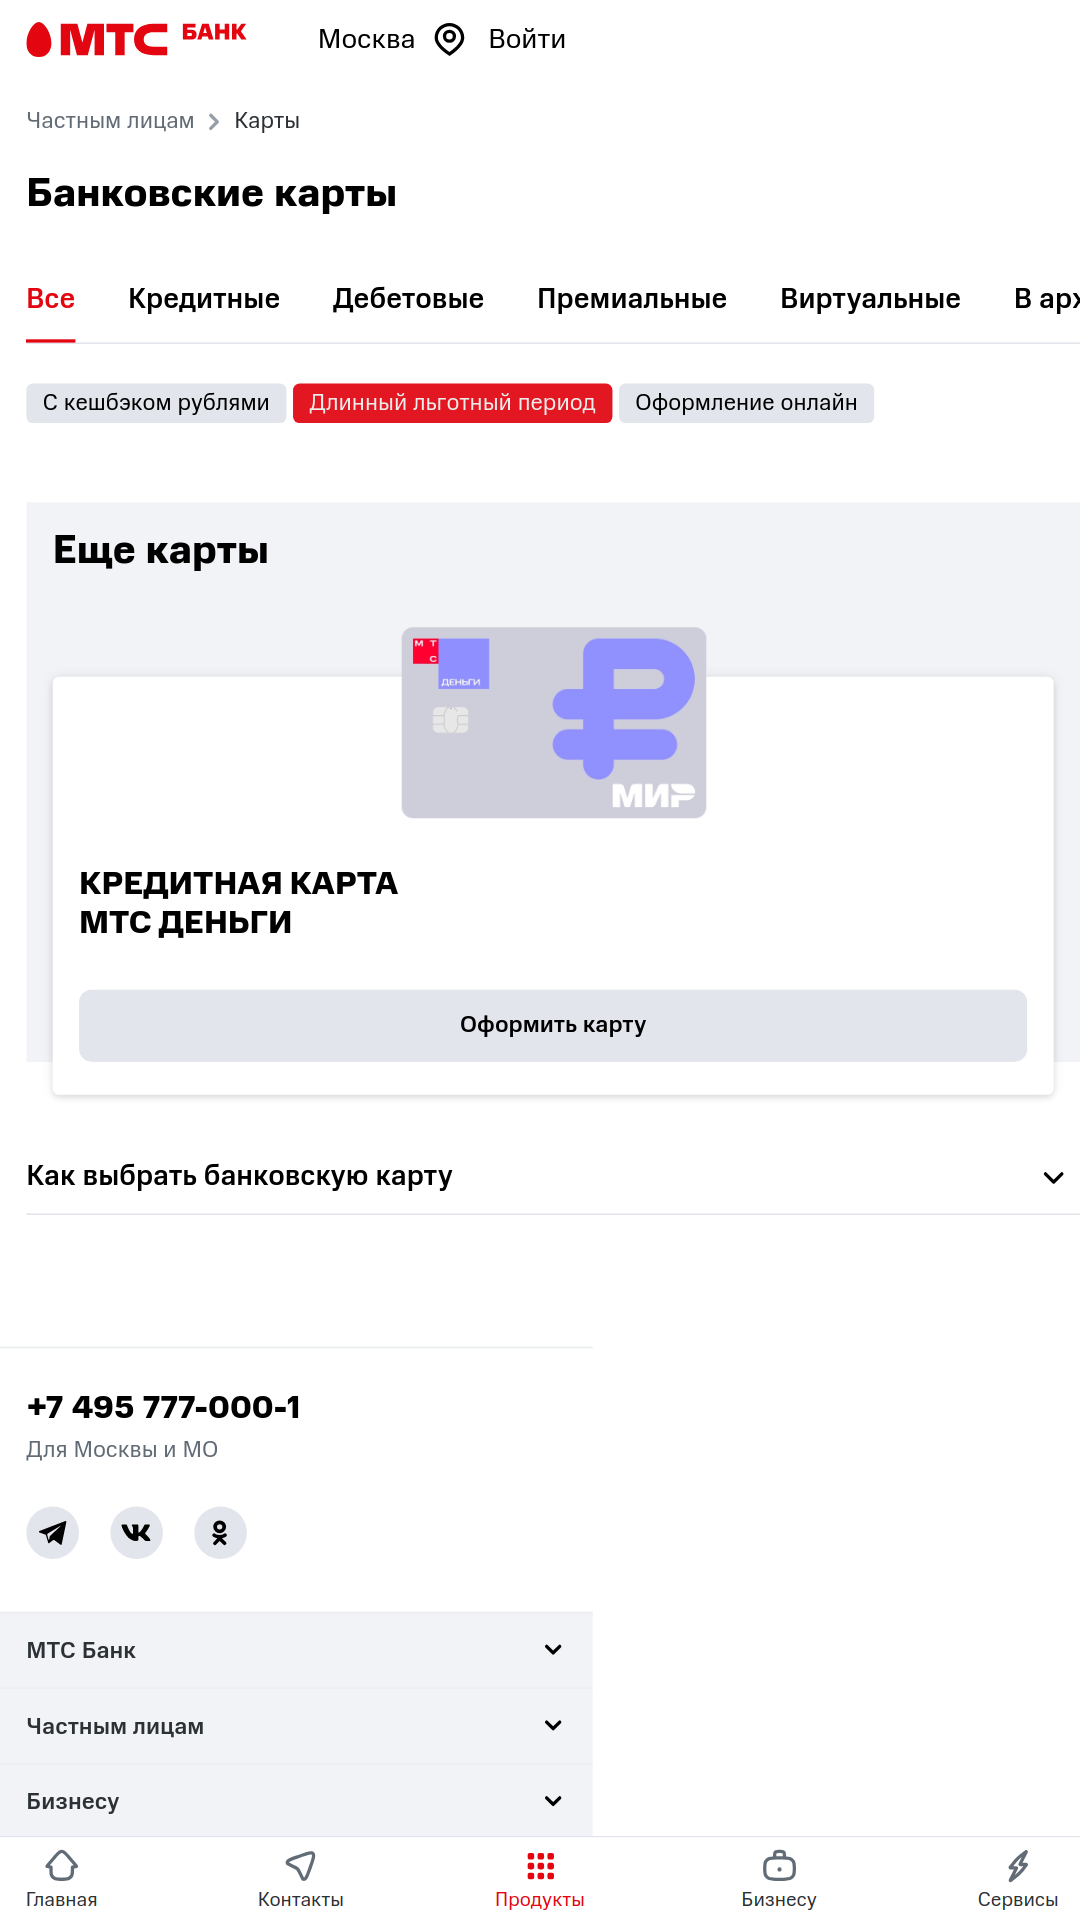 МТС БАНК
Москва
Войти
Частным лицам > Карты
Банковские карты
Все
Кредитные
Дебетовые
Премиальные
Виртуальные
В арх
С кешбэком рублями
Длинный льготный период
Оформление онлайн
Еще карты
М Т
С
ДЕНЬГИ
МИР
КРЕДИТНАЯ КАРТА
МТС ДЕНЬГИ
Оформить карту
Как выбрать банковскую карту
+7 495 777-000-1
Для Москвы и МО
МТС Банк
Частным лицам
Бизнесу
Главная
Контакты
Продукты
Бизнесу
Сервисы